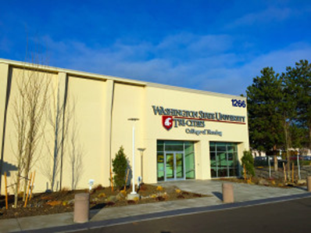 1266
Washington State University
Tri-Cities
College of Nursing